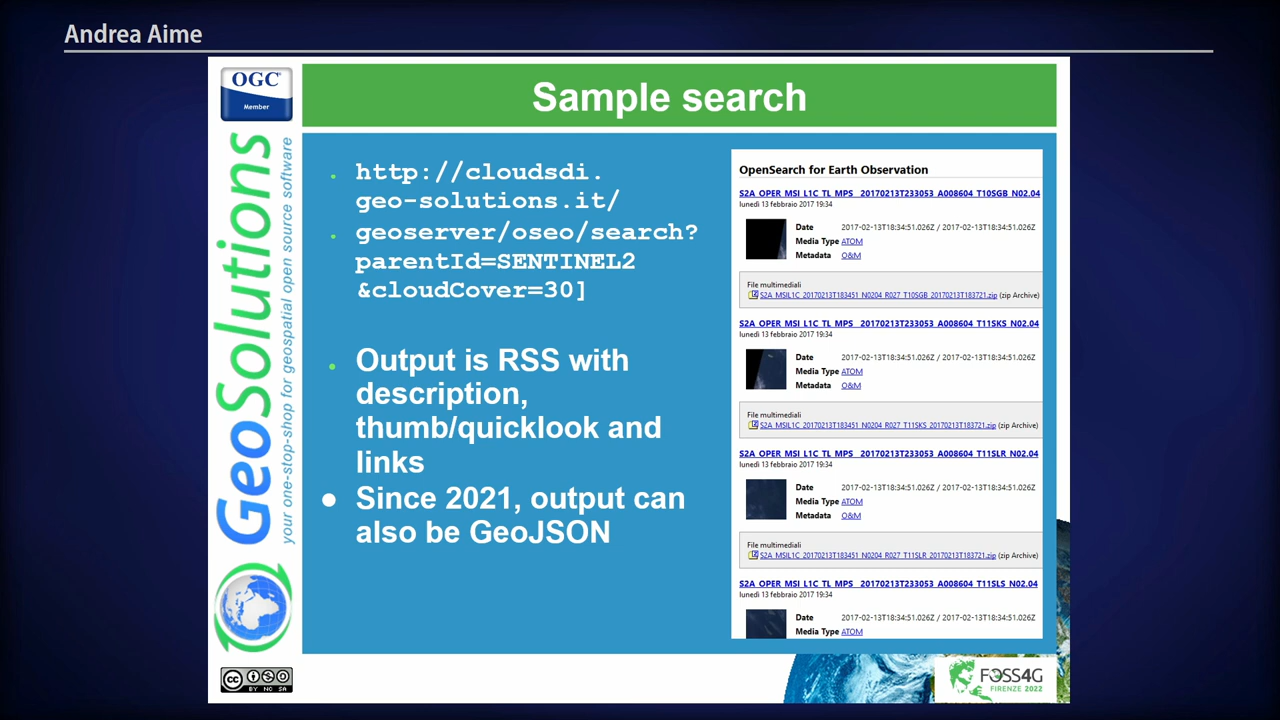 Andrea Aime
OGC
Member
GeoSolutions
your one-stop-shop for geospatial open source software
Sample search
http://cloudsdi.
geo-solutions.it/
geoserver/oseo/search?
parentId=SENTINEL2
&cloudCover=30]
Output is RSS with
description,
thumb/quicklook and
links
Since 2021, output can
also be GeoJSON
OpenSearch for Earth Observation
S2A_OPER_MSI_L1C_TL_MPS__20170213T233053_A008604_T10SGB_N02.04
lunedì 13 febbraio 2017 19:34
Date 2017-02-13T18:34:51.026Z / 2017-02-13T18:34:51.026Z
Media Type ATOM
Metadata O&M
File multimediali
S2A_MSIL1C_20170213T183451_N0204_R027_T10SGB_20170213T183721.zip (zip Archive)
S2A_OPER_MSI_L1C_TL_MPS__20170213T233053_A008604_T11SKS_N02.04
lunedì 13 febbraio 2017 19:34
Date 2017-02-13T18:34:51.026Z / 2017-02-13T18:34:51.026Z
Media Type ATOM
Metadata O&M
File multimediali
S2A_MSIL1C_20170213T183451_N0204_R027_T11SKS_20170213T183721.zip (zip Archive)
S2A_OPER_MSI_L1C_TL_MPS__20170213T233053_A008604_T11SLR_N02.04
lunedì 13 febbraio 2017 19:34
Date 2017-02-13T18:34:51.026Z / 2017-02-13T18:34:51.026Z
Media Type ATOM
Metadata O&M
File multimediali
S2A_MSIL1C_20170213T183451_N0204_R027_T11SLR_20170213T183721.zip (zip Archive)
S2A_OPER_MSI_L1C_TL_MPS__20170213T233053_A008604_T11SLS_N02.04
lunedì 13 febbraio 2017 19:34
Date 2017-02-13T18:34:51.026Z / 2017-02-13T18:34:51.026Z
Media Type ATOM
cc
BY NC SA
FOSS4G
FIRENZE 2022